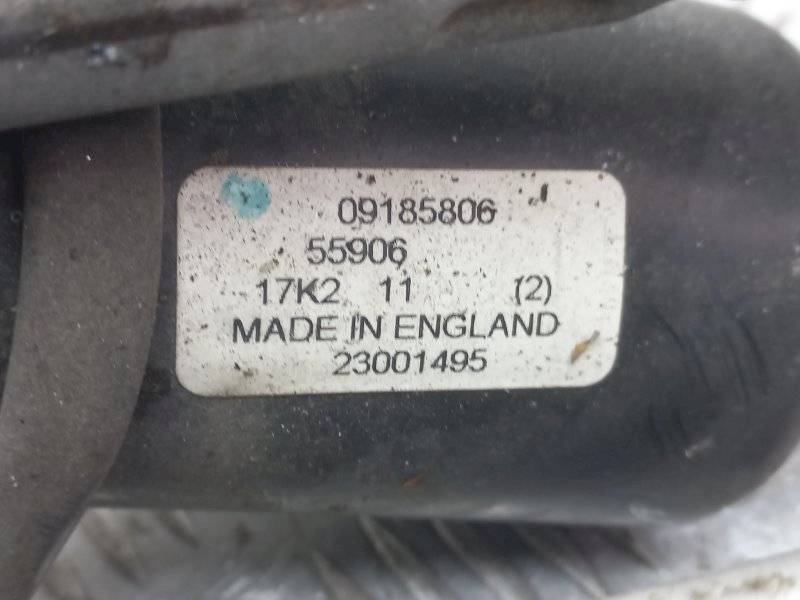 09185806
55906
17K2 11 (2)
MADE IN ENGLAND
23001495